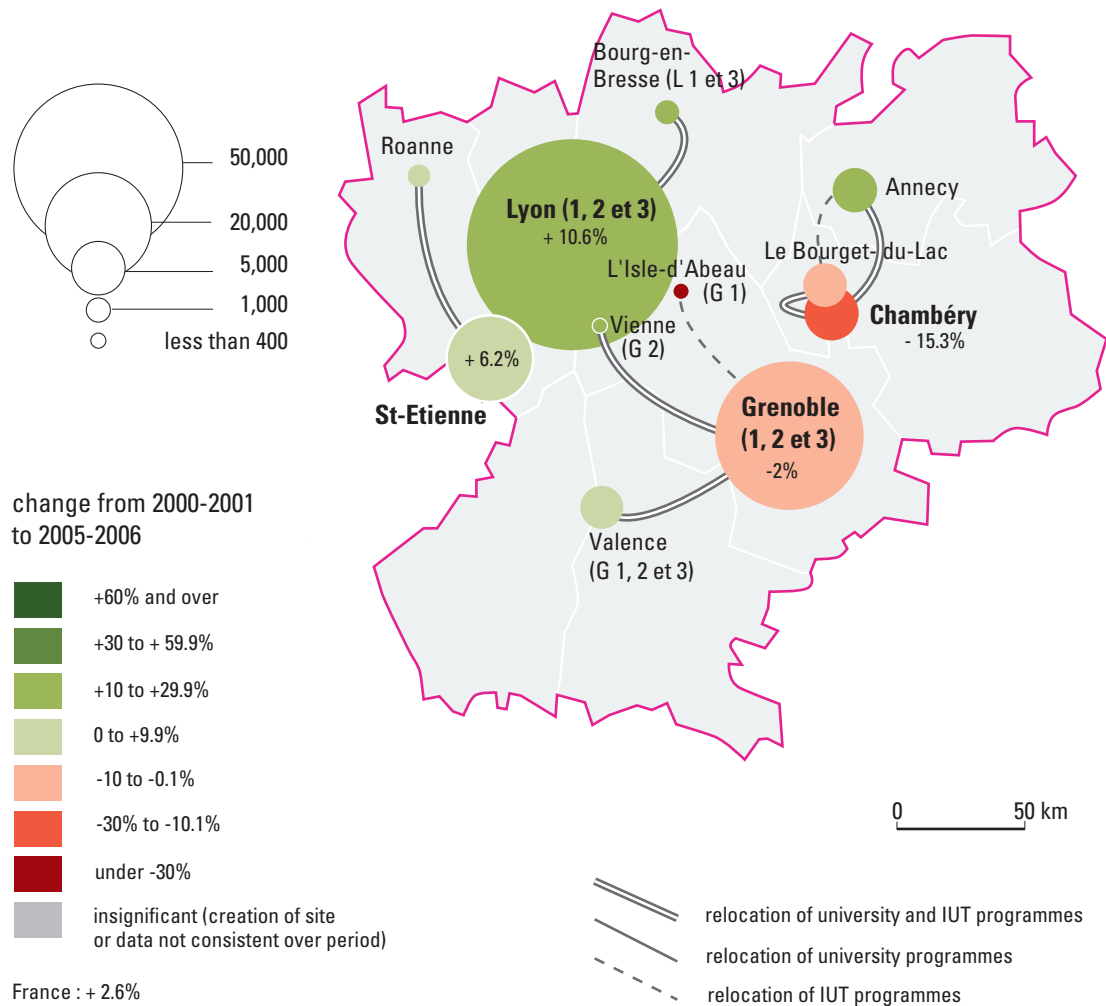 50,000
20,000
5,000
1,000
less than 400
Bourg-en-
Bresse (L 1 et 3)
Roanne
Lyon (1, 2 et 3)
+ 10.6%
Annecy
Le Bourget-du-Lac
L'Isle-d'Abeau
(G 1)
Chambéry
- 15.3%
Vienne
(G 2)
+ 6.2%
St-Etienne
Grenoble
(1, 2 et 3)
-2%
Valence
(G 1, 2 et 3)
change from 2000-2001
to 2005-2006
+60% and over
+30 to + 59.9%
+10 to +29.9%
0 to +9.9%
-10 to -0.1%
-30% to -10.1%
under -30%
insignificant (creation of site
or data not consistent over period)
France : + 2.6%
0 50 km
relocation of university and IUT programmes
relocation of university programmes
relocation of IUT programmes